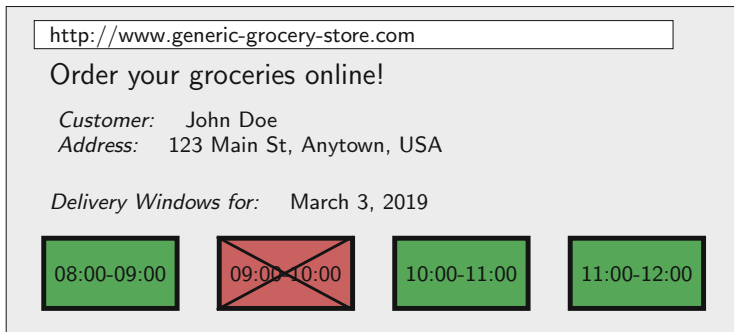 http://www.generic-grocery-store.com
Order your groceries online!
Customer: John Doe
Address: 123 Main St, Anytown, USA
Delivery Windows for: March 3, 2019
08:00-09:00 09:00-10:00 10:00-11:00 11:00-12:00